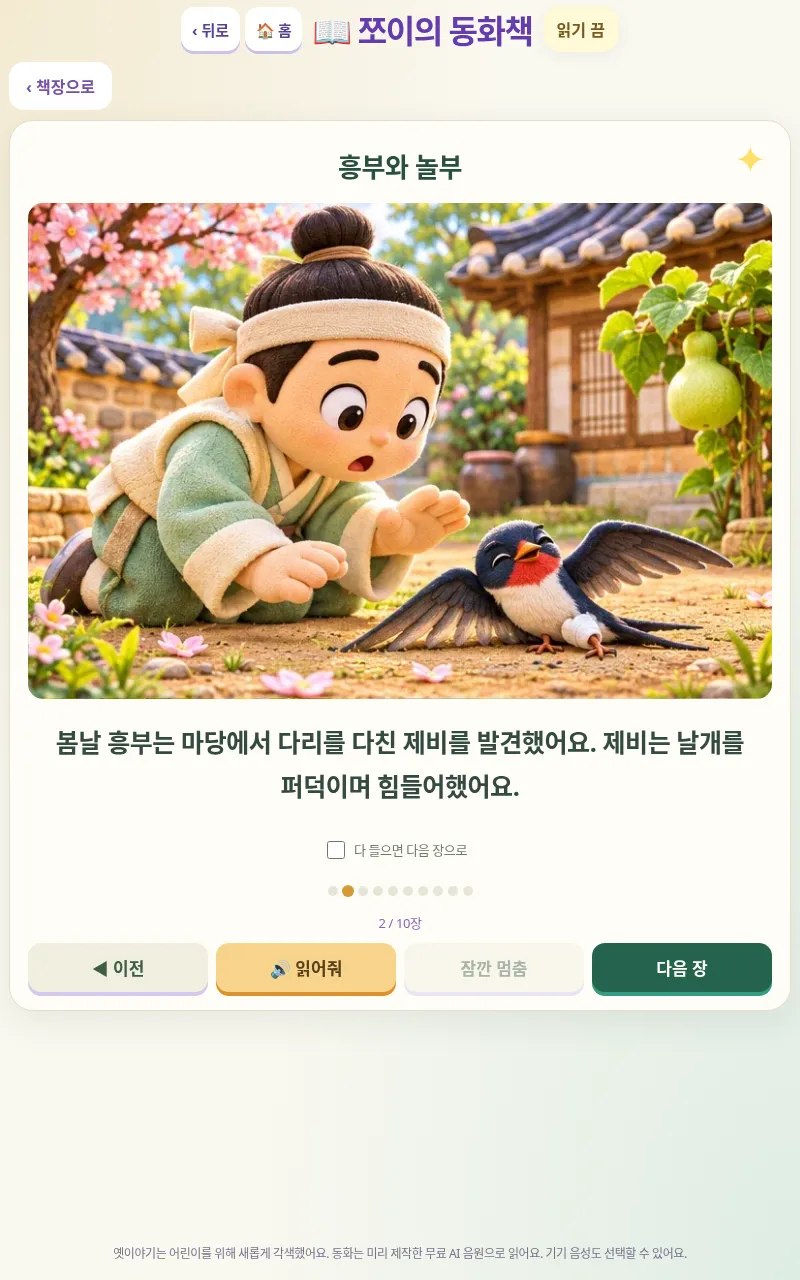 ‹ 뒤로
🏠 홈
📖 쪼이의 동화책
읽기 끝
‹ 책장으로
흥부와 놀부
봄날 흥부는 마당에서 다리를 다친 제비를 발견했어요. 제비는 날개를
퍼덕이며 힘들어했어요.
다 들으면 다음 장으로
2 / 10장
◀ 이전
🔊 읽어줘
잠깐 멈춤
다음 장
옛이야기는 어린이를 위해 새롭게 각색했어요. 동화는 미리 제작한 무료 AI 음원으로 읽어요. 기기 음성도 선택할 수 있어요.